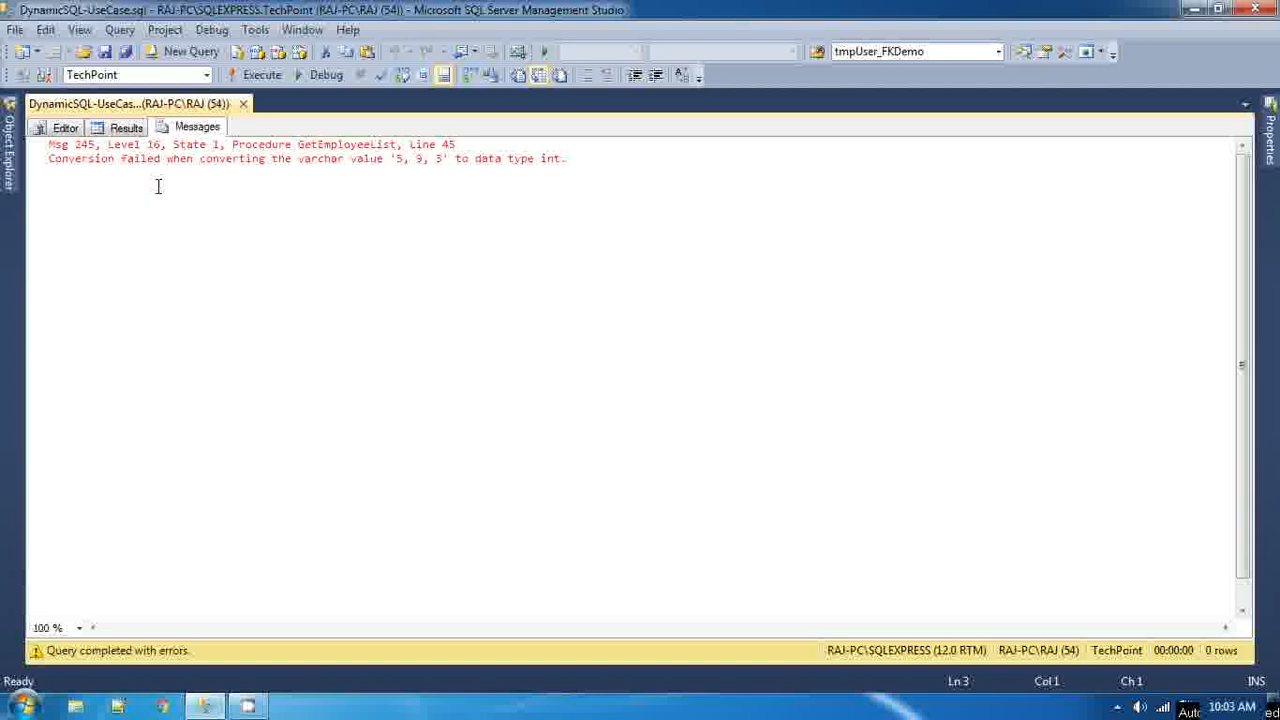 DynamicSQL-UseCase.sql - RAJ-PC\SQLEXPRESS.TechPoint (RAJ-PC\RAJ (54)) - Microsoft SQL Server Management Studio
File Edit View Query Project Debug Tools Window Help
New Query tmpUser_FKDemo
TechPoint Execute Debug
DynamicSQL-UseCas...(RAJ-PC\RAJ (54))
Object Explorer
Properties
Editor Results Messages
Msg 245, Level 16, State 1, Procedure GetEmployeeList, Line 45
Conversion failed when converting the varchar value '5, 9, 3' to data type int.
100 %
Query completed with errors. RAJ-PC\SQLEXPRESS (12.0 RTM) RAJ-PC\RAJ (54) TechPoint 00:00:00 0 rows
Ready Ln 3 Col 1 Ch 1 INS
10:03 AM